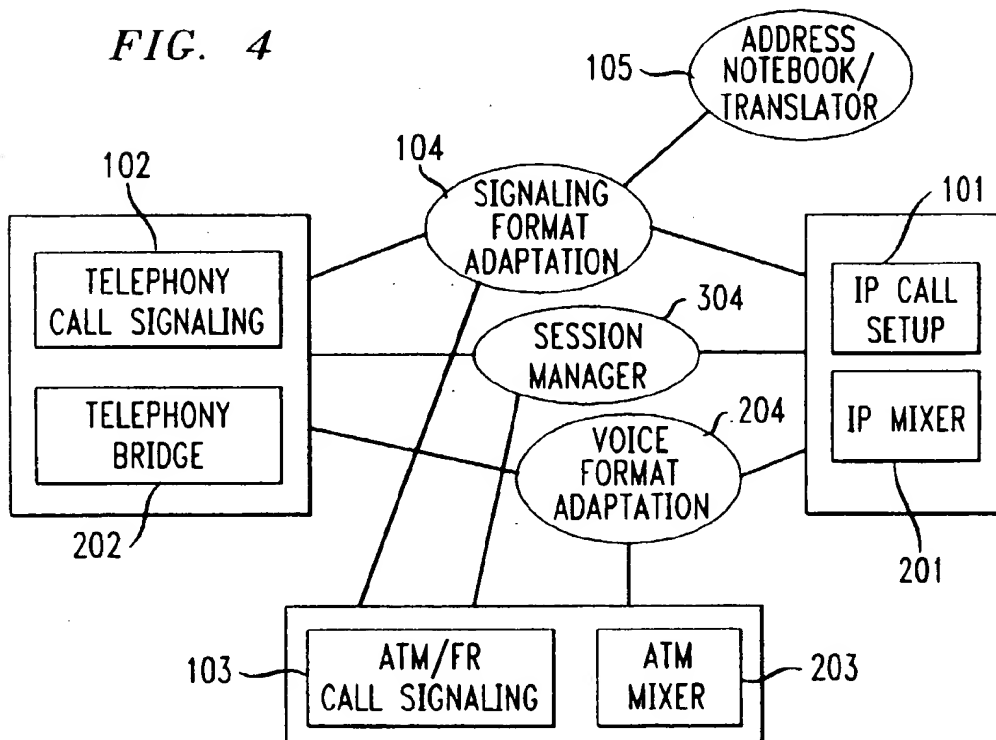 FIG. 4
ADDRESS
NOTEBOOK/
TRANSLATOR
105
104
SIGNALING
FORMAT
ADAPTATION
102
TELEPHONY
CALL SIGNALING
TELEPHONY
BRIDGE
202
101
IP CALL
SETUP
IP MIXER
201
304
SESSION
MANAGER
204
VOICE
FORMAT
ADAPTATION
103
ATM/FR
CALL SIGNALING
ATM
MIXER
203